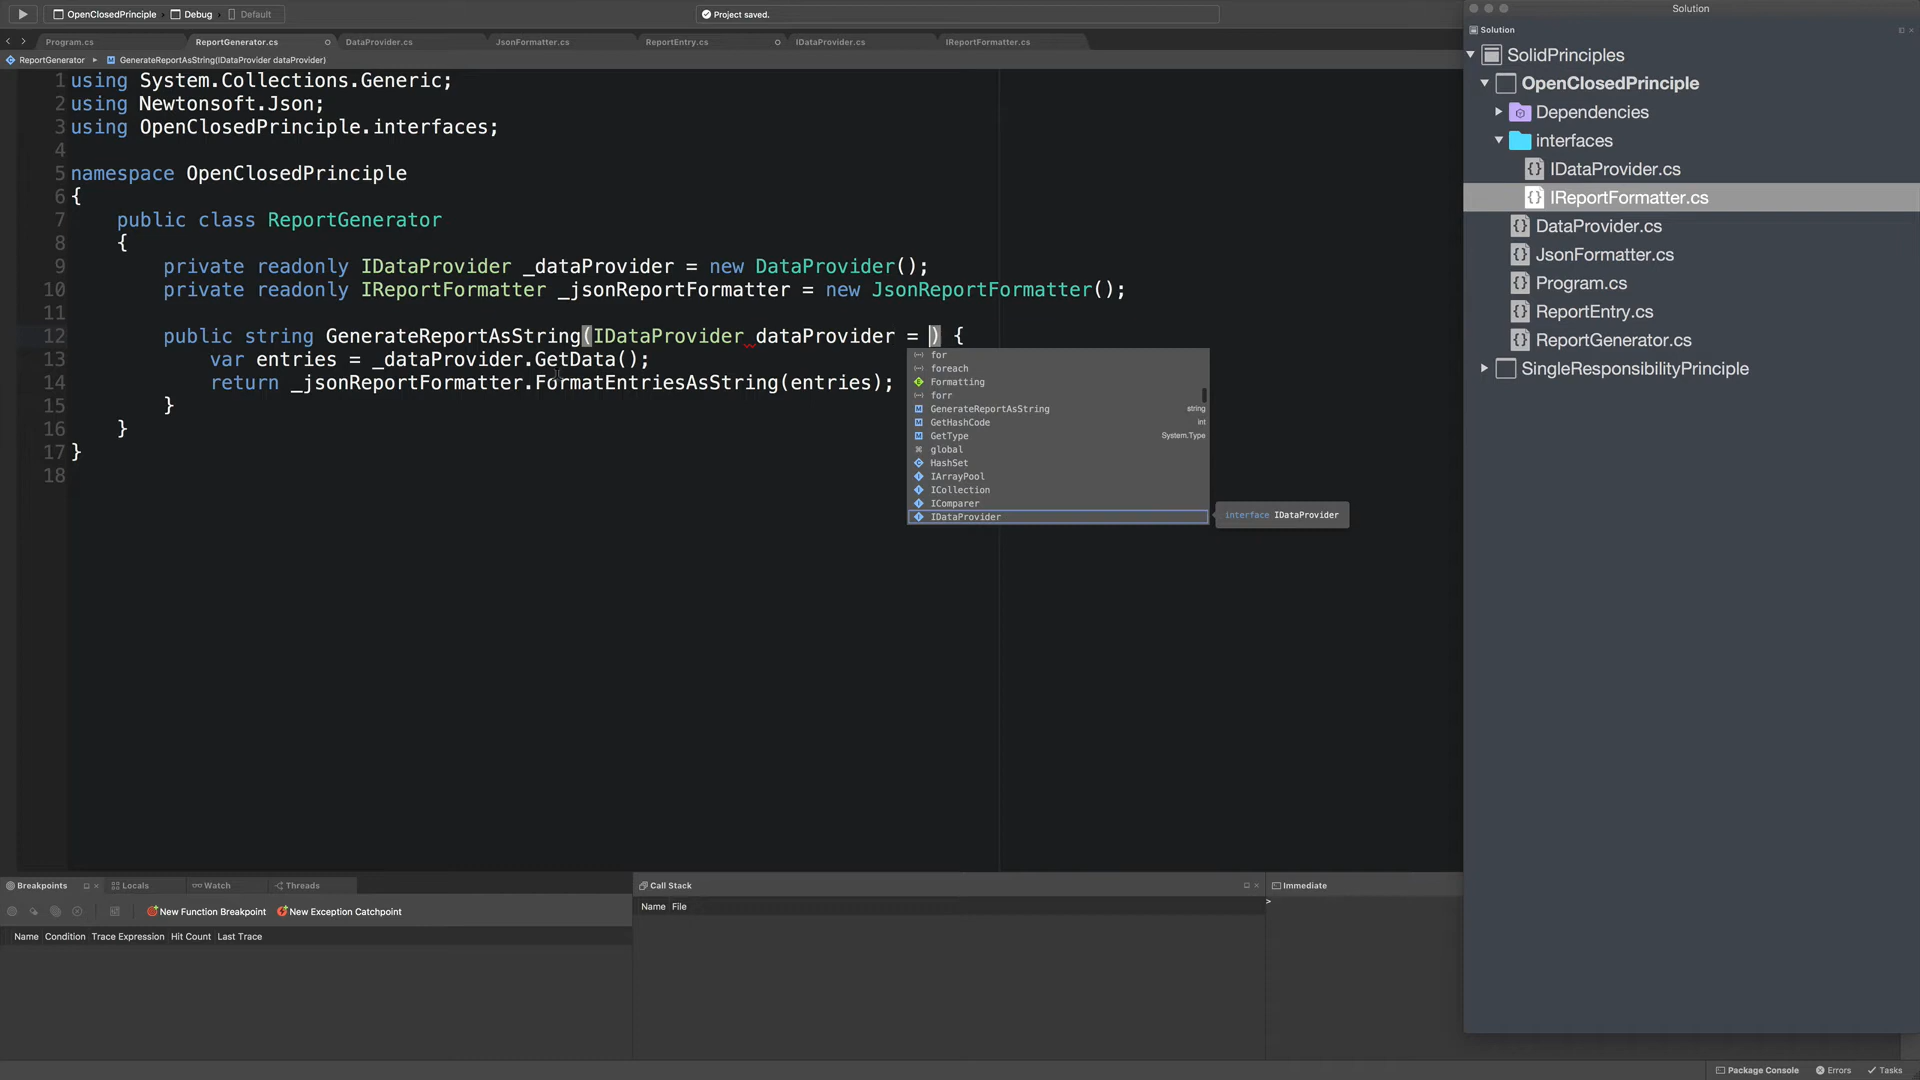 OpenClosedPrinciple Debug Default
Project saved.
Solution
Program.cs ReportGenerator.cs DataProvider.cs JsonFormatter.cs ReportEntry.cs IDataProvider.cs IReportFormatter.cs
ReportGenerator GenerateReportAsString(IDataProvider dataProvider)
1 using System.Collections.Generic;
2 using Newtonsoft.Json;
3 using OpenClosedPrinciple.interfaces;
4
5 namespace OpenClosedPrinciple
6 {
7 public class ReportGenerator
8 {
9 private readonly IDataProvider _dataProvider = new DataProvider();
10 private readonly IReportFormatter _jsonReportFormatter = new JsonReportFormatter();
11
12 public string GenerateReportAsString(IDataProvider dataProvider = ) {
13 var entries = _dataProvider.GetData();
14 return _jsonReportFormatter.FormatEntriesAsString(entries);
15 }
16 }
17 }
18
for
foreach
Formatting
forr
GenerateReportAsString string
GetHashCode int
GetType System.Type
global
HashSet
IArrayPool
ICollection
IComparer
IDataProvider
interface IDataProvider
Solution
SolidPrinciples
OpenClosedPrinciple
Dependencies
interfaces
IDataProvider.cs
IReportFormatter.cs
DataProvider.cs
JsonFormatter.cs
Program.cs
ReportEntry.cs
ReportGenerator.cs
SingleResponsibilityPrinciple
Breakpoints Locals Watch Threads
New Function Breakpoint New Exception Catchpoint
Name Condition Trace Expression Hit Count Last Trace
Call Stack
Name File
Immediate
>
Package Console Errors Tasks